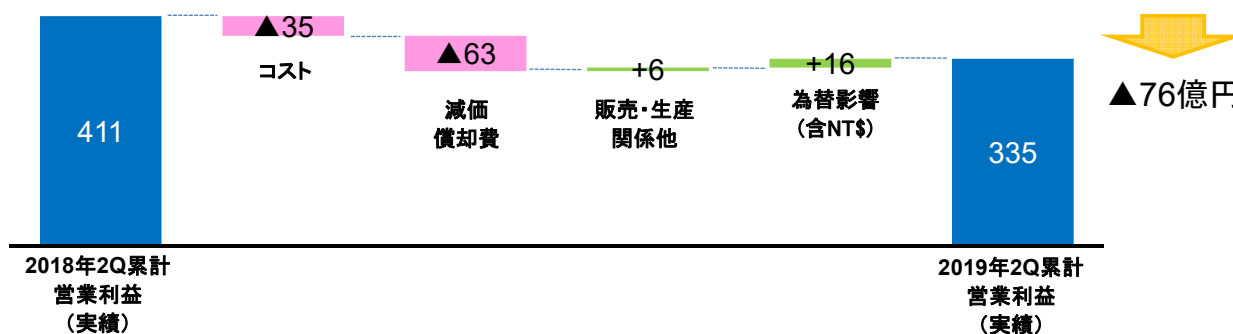 ▲35
コスト
▲63
減価
償却費
+6
販売・生産
関係他
+16
為替影響
（含NT$）
▲76億円
411
335
2018年2Q累計
営業利益
（実績）
2019年2Q累計
営業利益
（実績）